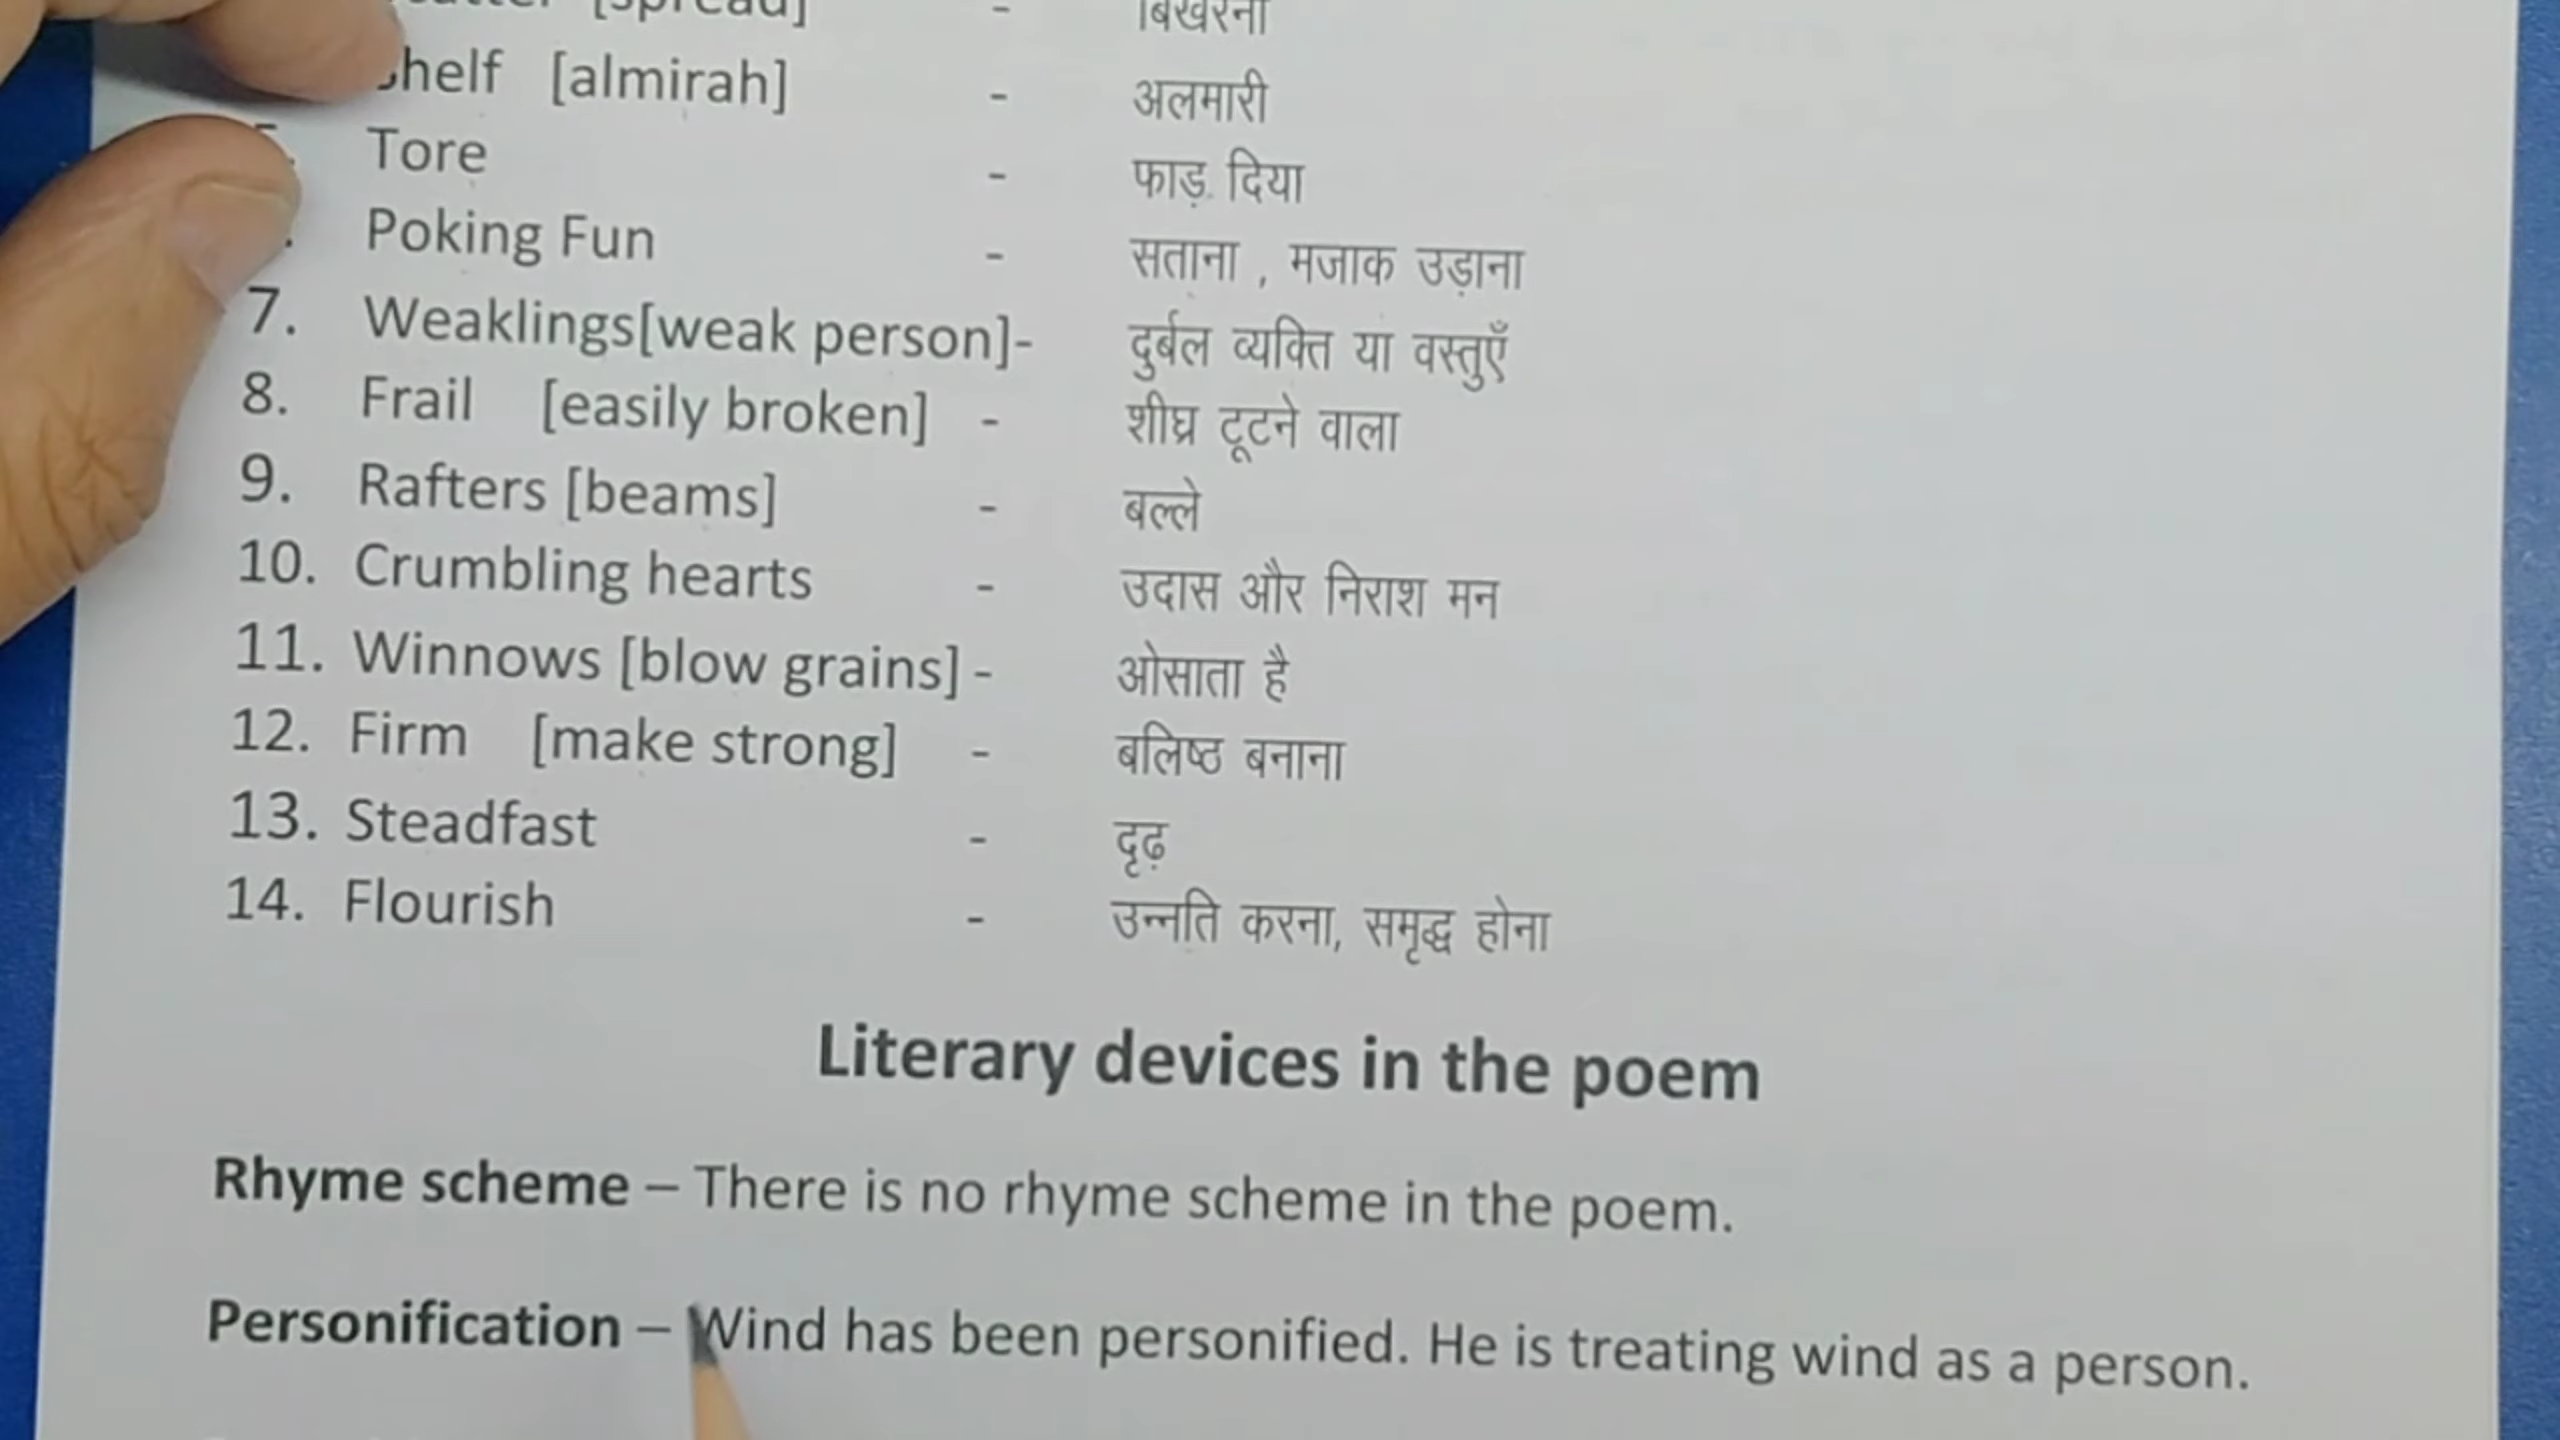 [spread] - बिखरना
Shelf [almirah] - अलमारी
Tore - फाड़ दिया
Poking Fun - सताना , मजाक उड़ाना
7. Weaklings[weak person]- दुर्बल व्यक्ति या वस्तुएँ
8. Frail [easily broken] - शीघ्र टूटने वाला
9. Rafters [beams] - बल्ले
10. Crumbling hearts - उदास और निराश मन
11. Winnows [blow grains] - ओसाता है
12. Firm [make strong] - बलिष्ठ बनाना
13. Steadfast - दृढ़
14. Flourish - उन्नति करना, समृद्ध होना
Literary devices in the poem
Rhyme scheme – There is no rhyme scheme in the poem.
Personification – Wind has been personified. He is treating wind as a person.